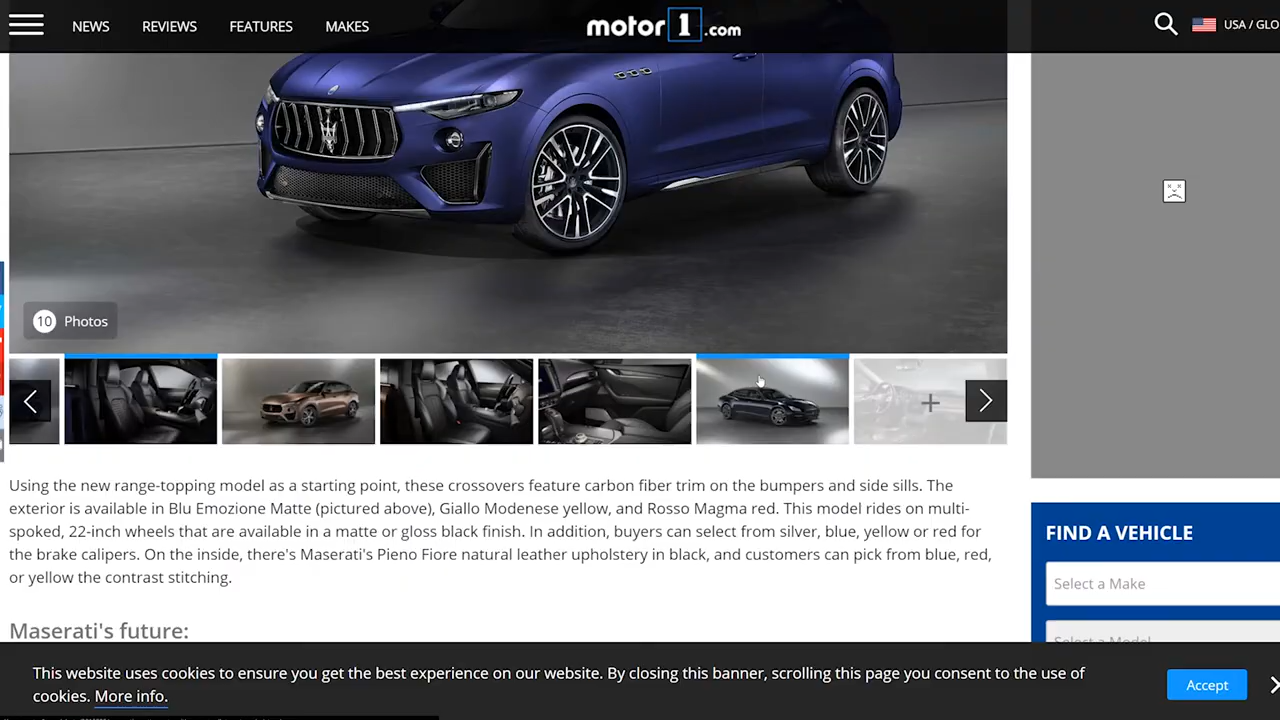 NEWS
REVIEWS
FEATURES
MAKES
motor1.com
USA / GLO
10 Photos
Using the new range-topping model as a starting point, these crossovers feature carbon fiber trim on the bumpers and side sills. The
exterior is available in Blu Emozione Matte (pictured above), Giallo Modenese yellow, and Rosso Magma red. This model rides on multi-
spoked, 22-inch wheels that are available in a matte or gloss black finish. In addition, buyers can select from silver, blue, yellow or red for
the brake calipers. On the inside, there's Maserati's Pieno Fiore natural leather upholstery in black, and customers can pick from blue, red,
or yellow the contrast stitching.
FIND A VEHICLE
Select a Make
Select a Model
Maserati's future:
This website uses cookies to ensure you get the best experience on our website. By closing this banner, scrolling this page you consent to the use of
cookies. More info.
Accept